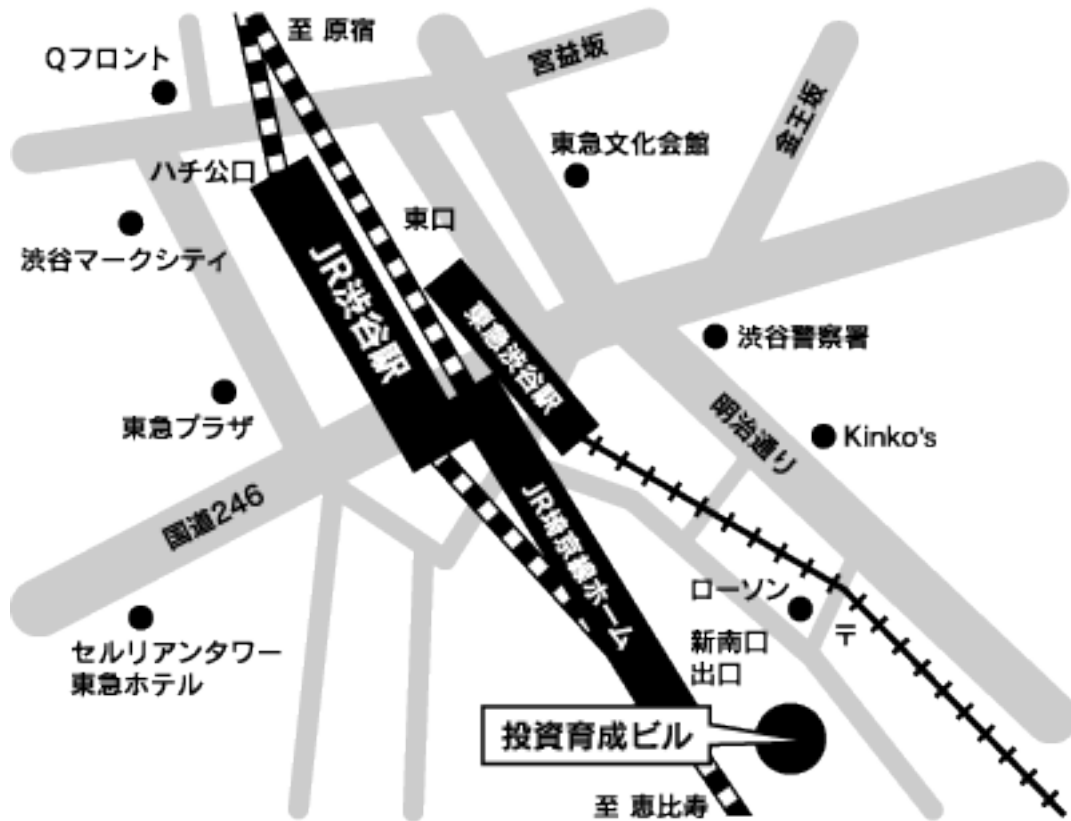 至 原宿
Qフロント
宮益坂
金王坂
東急文化会館
ハチ公口
東口
渋谷マークシティ
JR渋谷駅
東急渋谷駅
渋谷警察署
東急プラザ
明治通り
Kinko's
国道246
JR埼京線ホーム
ローソン
〒
新南口
出口
セルリアンタワー
東急ホテル
投資育成ビル
至 恵比寿